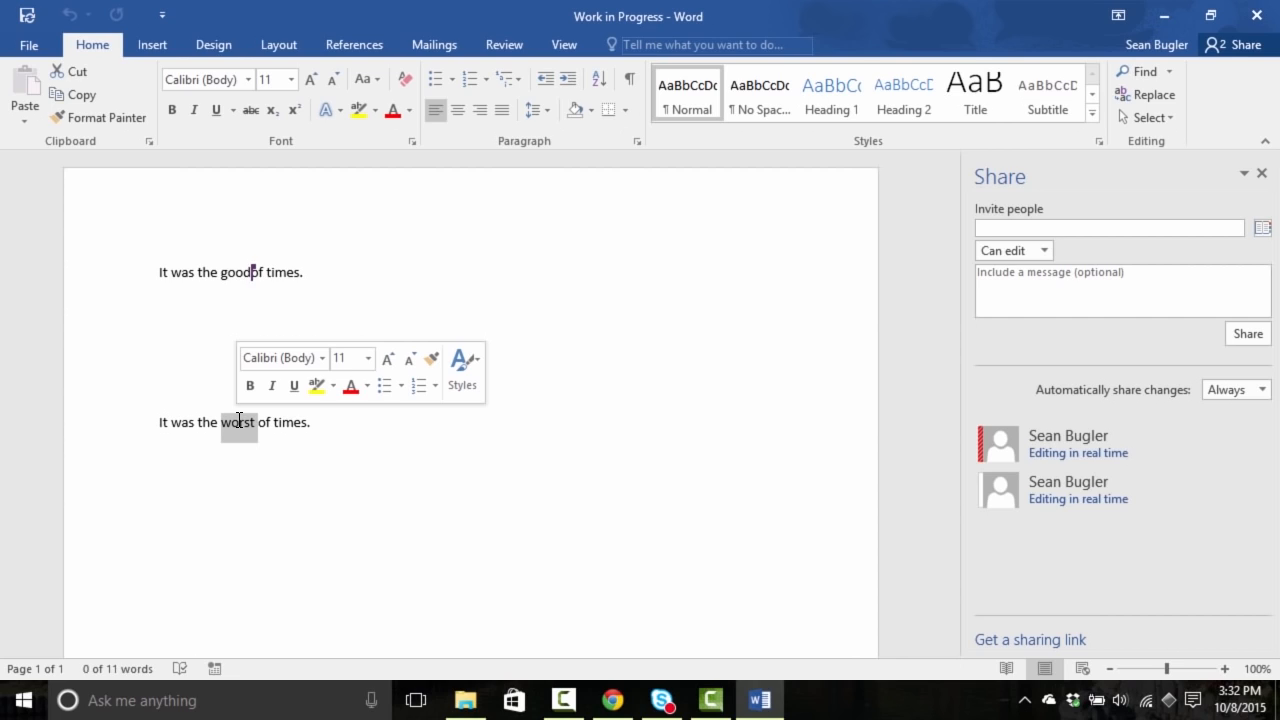 Work in Progress - Word
File Home Insert Design Layout References Mailings Review View Tell me what you want to do... Sean Bugler 2 Share
Paste
Cut
Copy
Format Painter
Clipboard
Calibri (Body) 11 Aa
B I U abc X₂ X² A ab A
Font
Paragraph
AaBbCcDc AaBbCcDc AaBbCc AaBbCcD AaB AaBbCcD
¶ Normal ¶ No Spac... Heading 1 Heading 2 Title Subtitle
Styles
Find
Replace
Select
Editing
It was the goodof times.
Calibri (Body) 11
B I U ab A Styles
It was the worst of times.
Share
Invite people
Can edit
Include a message (optional)
Share
Automatically share changes: Always
Sean Bugler
Editing in real time
Sean Bugler
Editing in real time
Get a sharing link
Page 1 of 1 0 of 11 words 100%
Ask me anything
3:32 PM
10/8/2015